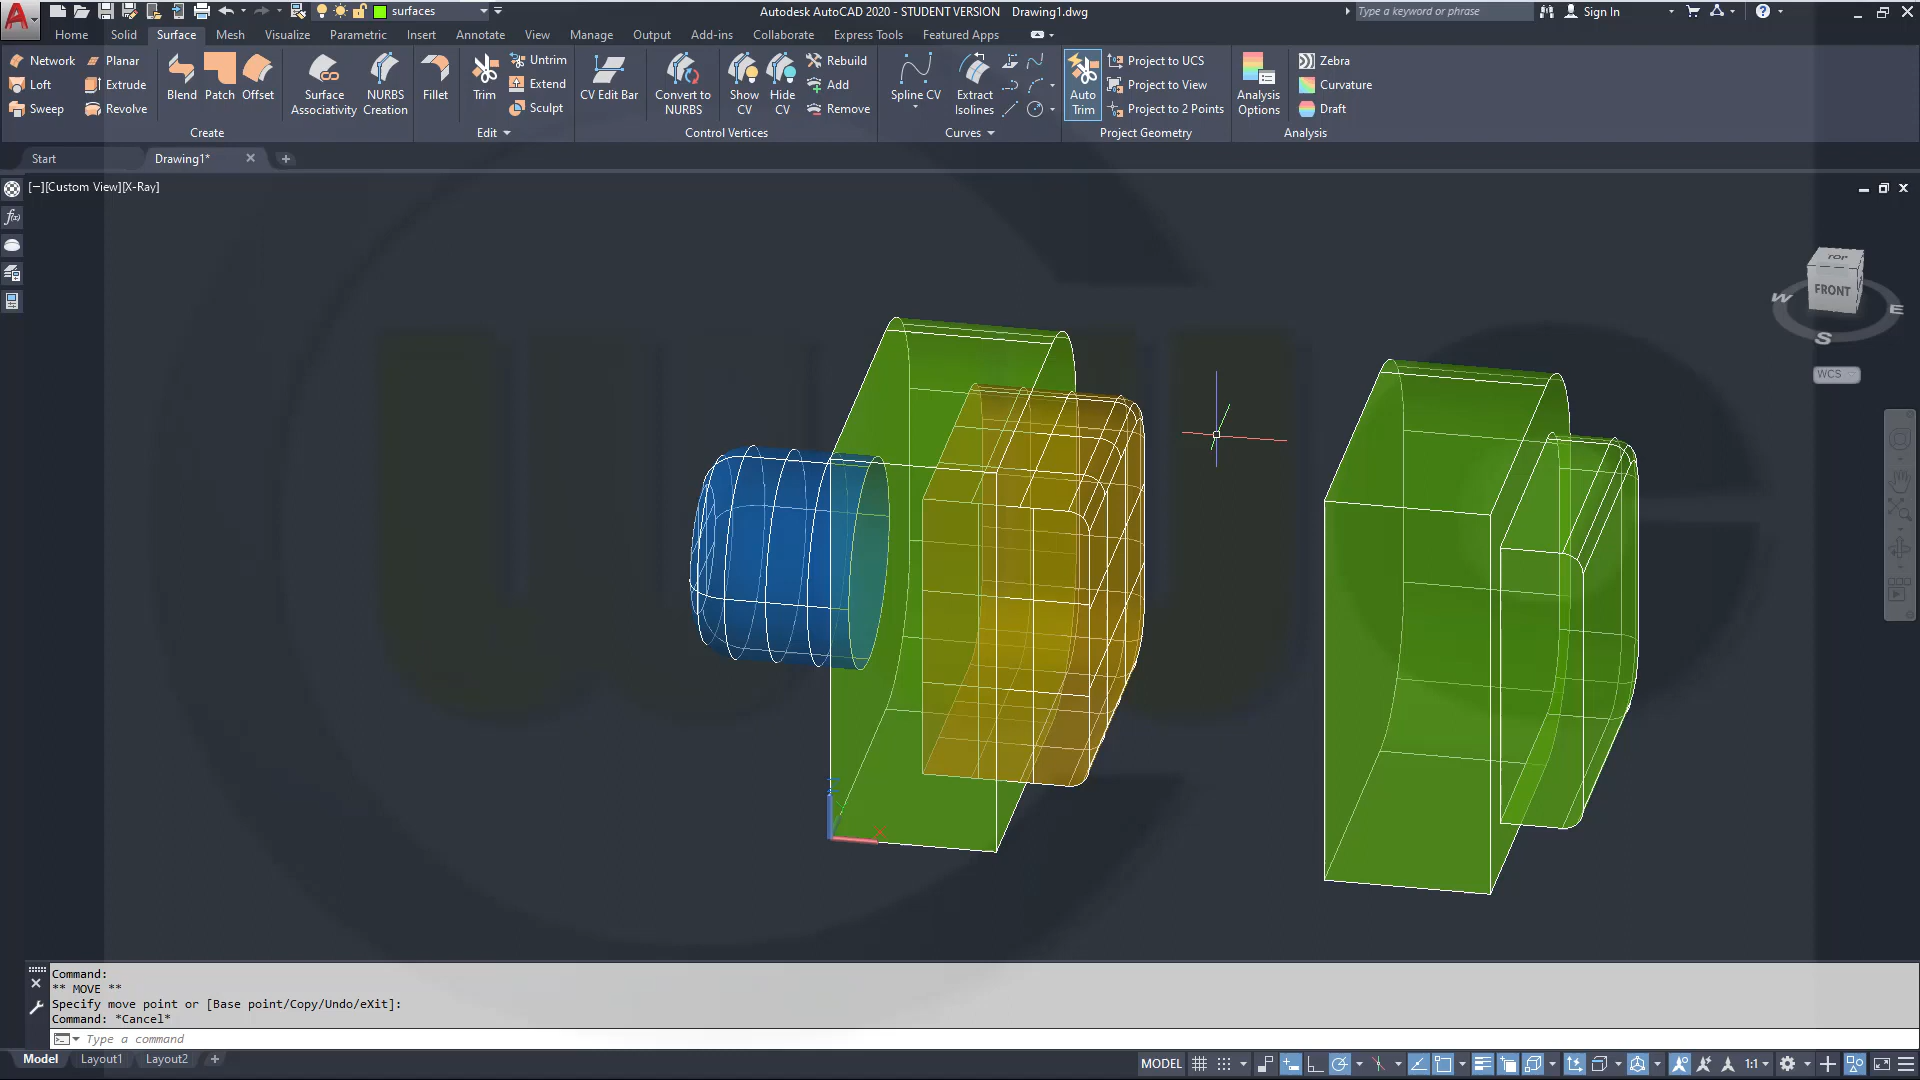 surfaces
Autodesk AutoCAD 2020 - STUDENT VERSION Drawing1.dwg
Type a keyword or phrase
Sign In
Home Solid Surface Mesh Visualize Parametric Insert Annotate View Manage Output Add-ins Collaborate Express Tools Featured Apps
Network Planar
Loft Extrude
Sweep Revolve
Blend Patch Offset
Surface Associativity
NURBS Creation
Create
Fillet
Trim
Untrim
Extend
Sculpt
Edit
CV Edit Bar
Convert to NURBS
Show CV
Hide CV
Rebuild
Add
Remove
Control Vertices
Spline CV
Extract Isolines
Curves
Auto Trim
Project to UCS
Project to View
Project to 2 Points
Project Geometry
Analysis Options
Zebra
Curvature
Draft
Analysis
Start
Drawing1*
[−][Custom View][X-Ray]
TOP
FRONT
W
E
S
WCS
Command:
** MOVE **
Specify move point or [Base point/Copy/Undo/eXit]:
Command: *Cancel*
Type a command
Model Layout1 Layout2
MODEL
1:1